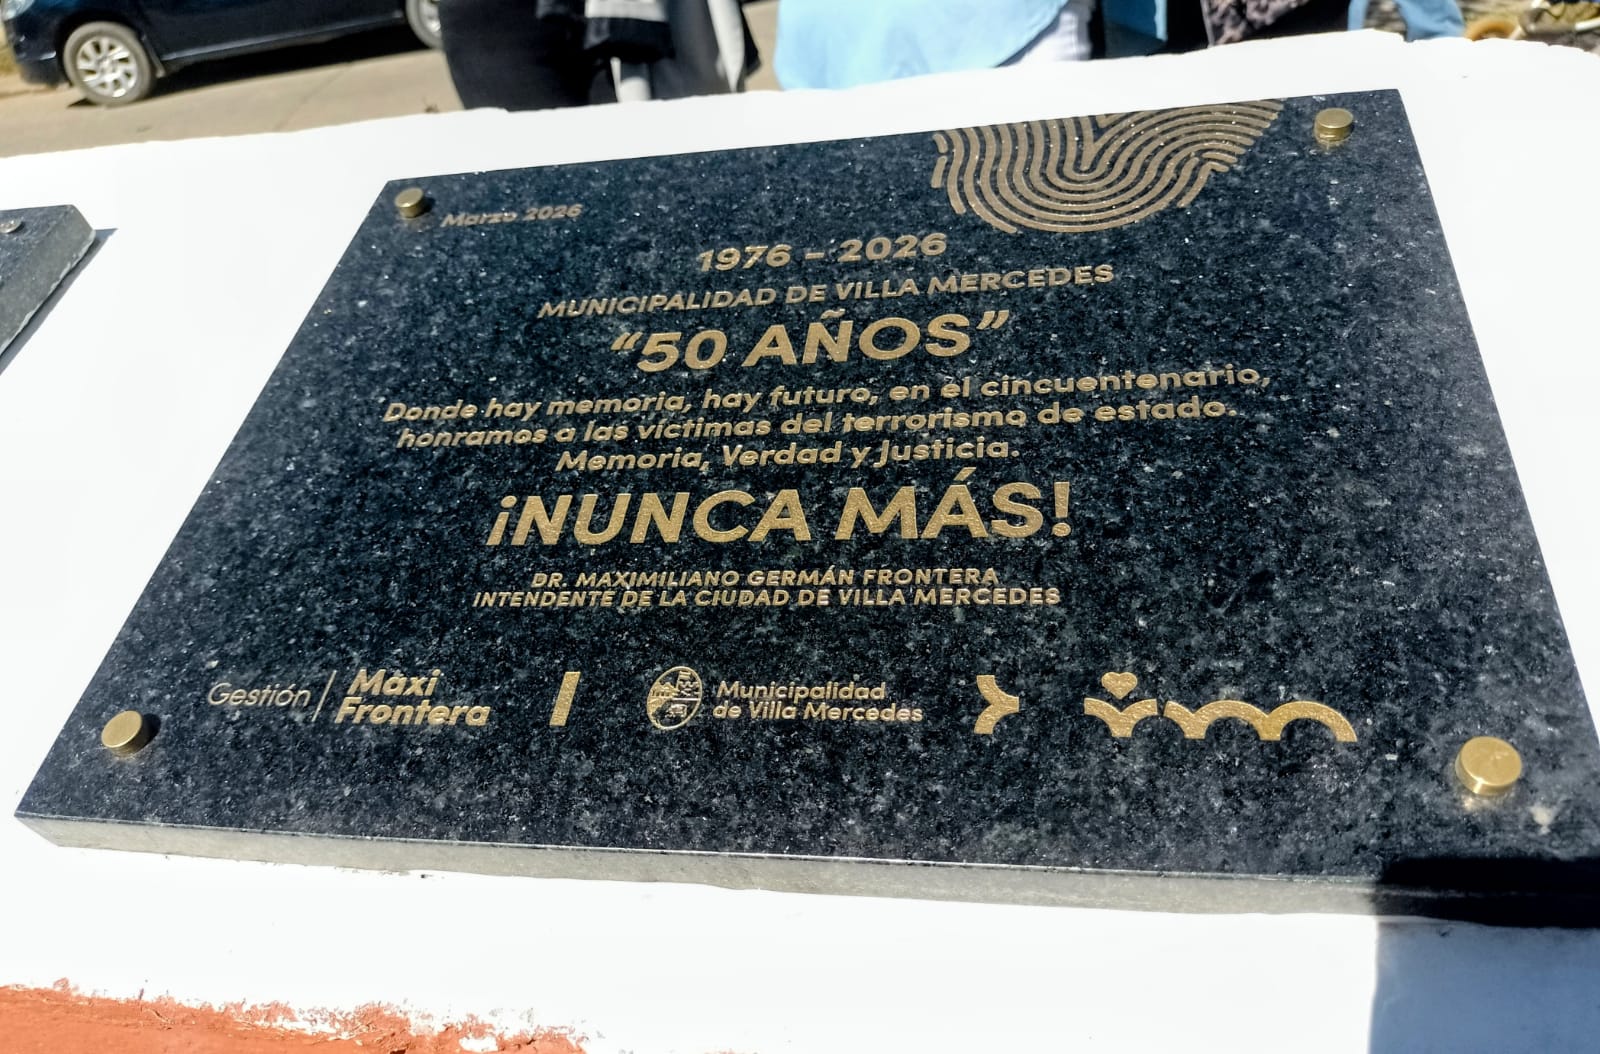 Marzo 2026
1976 - 2026
MUNICIPALIDAD DE VILLA MERCEDES
“50 AÑOS”
Donde hay memoria, hay futuro, en el cincuentenario,
honramos a las víctimas del terrorismo de estado.
Memoria, Verdad y Justicia.
¡NUNCA MÁS!
DR. MAXIMILIANO GERMÁN FRONTERA
INTENDENTE DE LA CIUDAD DE VILLA MERCEDES
Gestión | Maxi
Frontera
Municipalidad
de Villa Mercedes